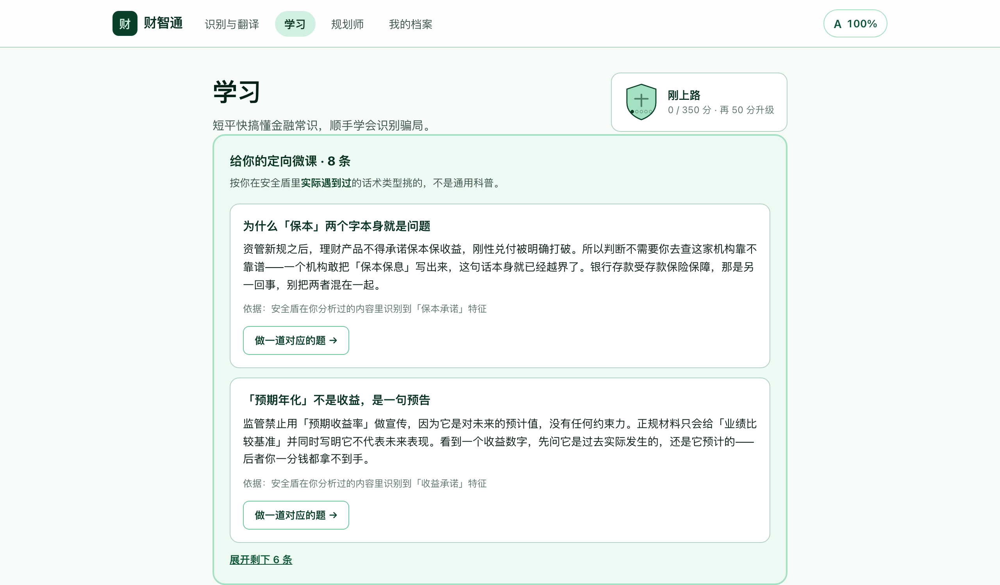 财 财智通 识别与翻译 学习 规划师 我的档案 A 100%
学习
短平快搞懂金融常识，顺手学会识别骗局。
刚上路
0 / 350 分 · 再 50 分升级
给你的定向微课 · 8 条
按你在安全盾里实际遇到过的话术类型挑的，不是通用科普。
为什么「保本」两个字本身就是问题
资管新规之后，理财产品不得承诺保本保收益，刚性兑付被明确打破。所以判断不需要你去查这家机构靠不
靠谱——一个机构敢把「保本保息」写出来，这句话本身就已经越界了。银行存款受存款保险保障，那是另
一回事，别把两者混在一起。
依据：安全盾在你分析过的内容里识别到「保本承诺」特征
做一道对应的题 →
「预期年化」不是收益，是一句预告
监管禁止用「预期收益率」做宣传，因为它是对未来的预计值，没有任何约束力。正规材料只会给「业绩比
较基准」并同时写明它不代表未来表现。看到一个收益数字，先问它是过去实际发生的，还是它预计的——
后者你一分钱都拿不到手。
依据：安全盾在你分析过的内容里识别到「收益承诺」特征
做一道对应的题 →
展开剩下 6 条